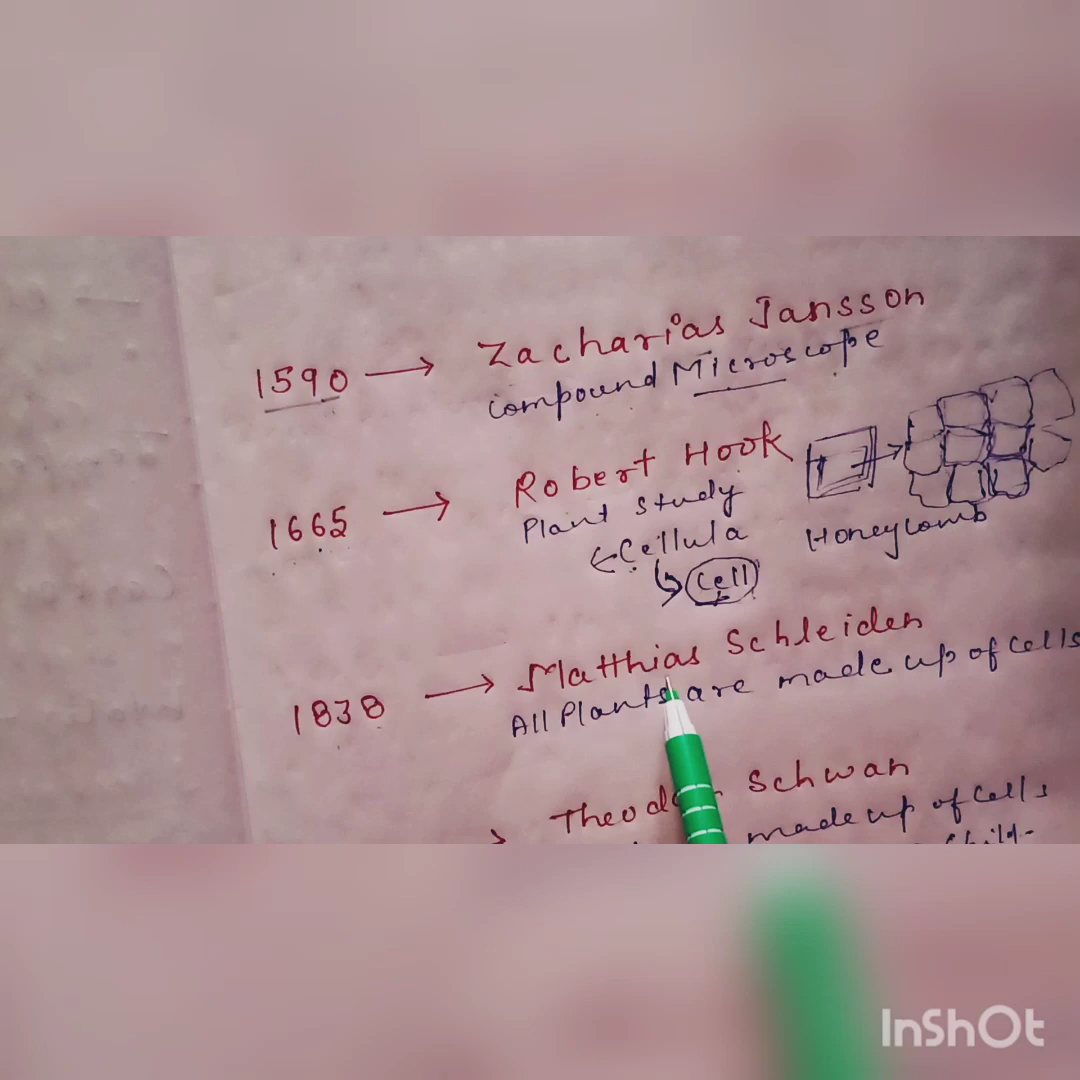 1590 → Zacharias Jansson
compound Microscope
1665 → Robert Hook
Plant study
← Cellula
↳ Cell
Honeycomb
1838 → Matthias Schleiden
All Plants are made up of cells
Schwan
made up of cells
InShOt